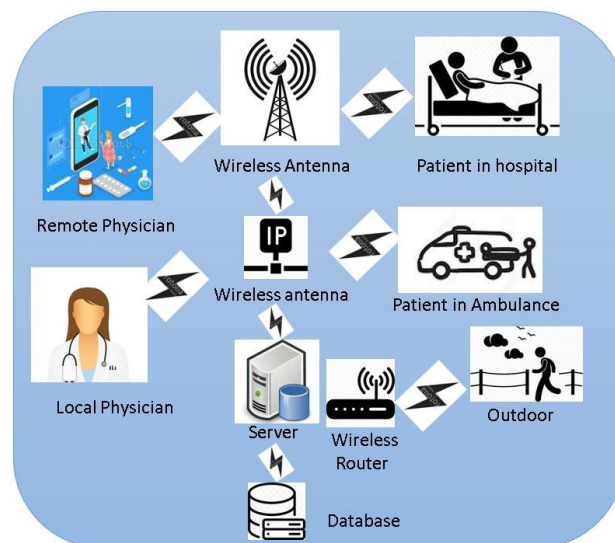 Wireless Antenna
Patient in hospital
Remote Physician
IP
Wireless antenna
Patient in Ambulance
Local Physician
Server
Wireless
Router
Outdoor
Database